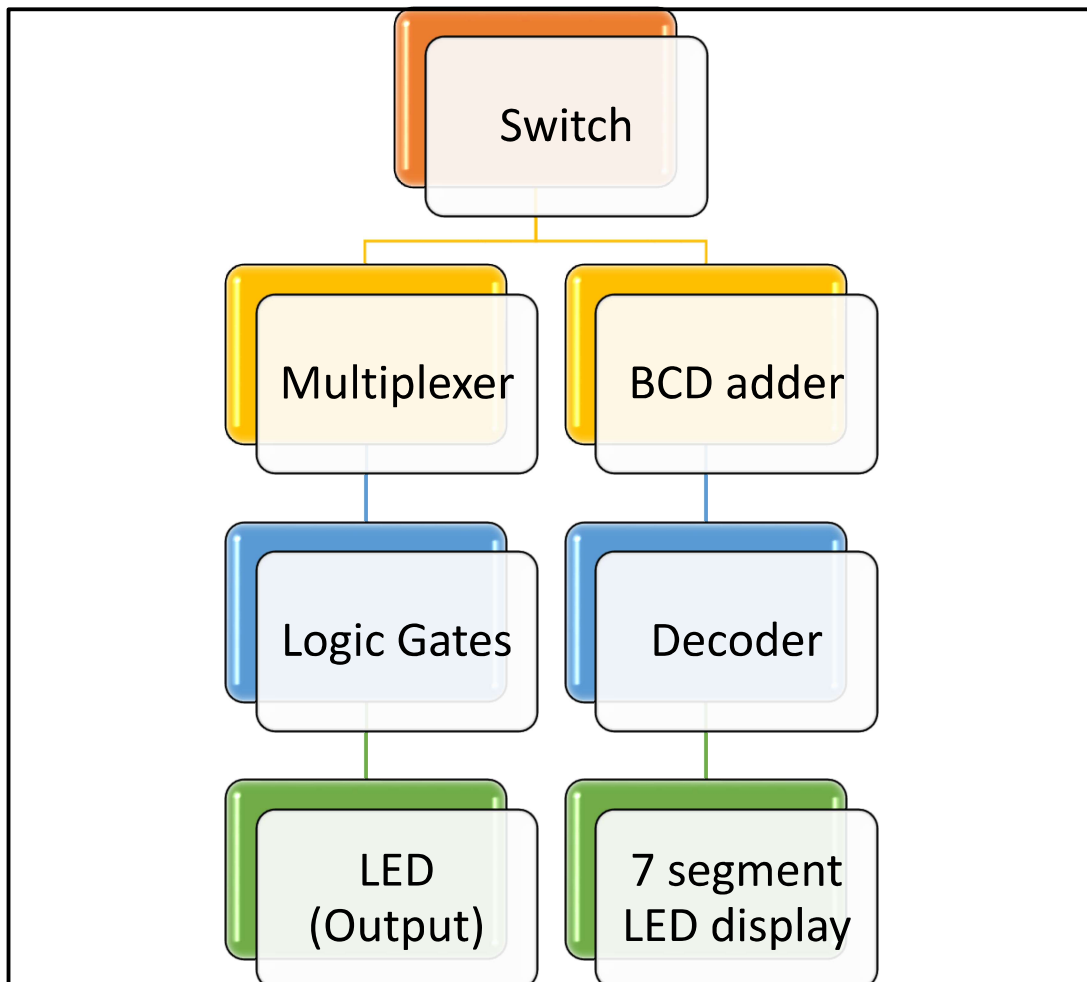 Switch
Multiplexer
BCD adder
Logic Gates
Decoder
LED
(Output)
7 segment
LED display